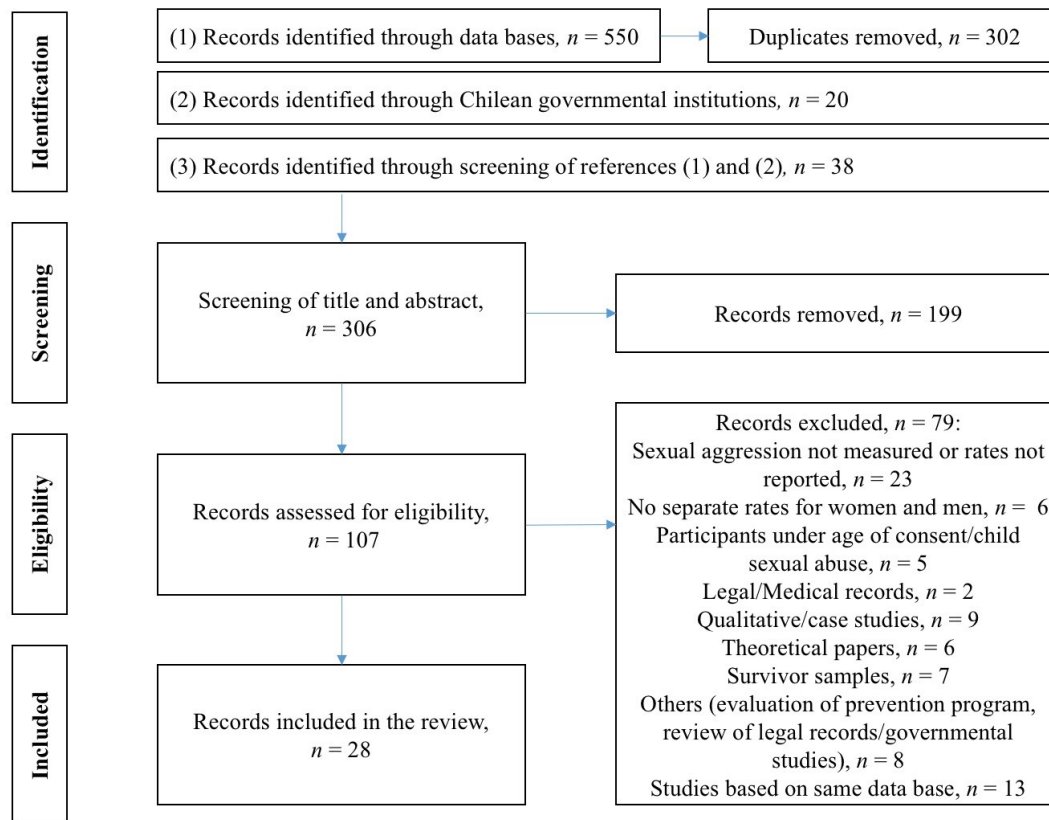 Identification
(1) Records identified through data bases, n = 550
Duplicates removed, n = 302
(2) Records identified through Chilean governmental institutions, n = 20
(3) Records identified through screening of references (1) and (2), n = 38
Screening
Screening of title and abstract,
n = 306
Records removed, n = 199
Eligibility
Records assessed for eligibility,
n = 107
Records excluded, n = 79:
Sexual aggression not measured or rates not
reported, n = 23
No separate rates for women and men, n = 6
Participants under age of consent/child
sexual abuse, n = 5
Legal/Medical records, n = 2
Qualitative/case studies, n = 9
Theoretical papers, n = 6
Survivor samples, n = 7
Others (evaluation of prevention program,
review of legal records/governmental
studies), n = 8
Studies based on same data base, n = 13
Included
Records included in the review,
n = 28